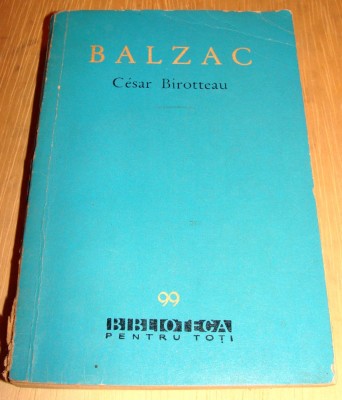 BALZAC
César Birotteau
99
BIBLIOTECA
PENTRU TOȚI